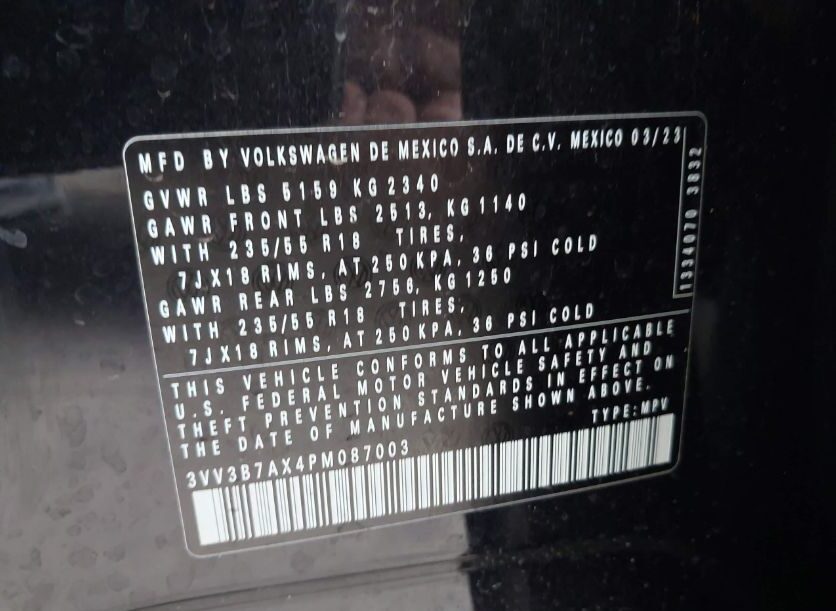 MFD BY VOLKSWAGEN DE MEXICO S.A. DE C.V. MEXICO 03/23
GVWR LBS 5159 KG 2340
GAWR FRONT LBS 2513, KG 1140
WITH 235/55 R18 TIRES,
7JX18 RIMS, AT 250 KPA, 36 PSI COLD
GAWR REAR LBS 2756, KG 1250
WITH 235/55 R18 TIRES,
7JX18 RIMS, AT 250 KPA, 36 PSI COLD
1334070 3832
THIS VEHICLE CONFORMS TO ALL APPLICABLE
U.S. FEDERAL MOTOR VEHICLE SAFETY AND
THEFT PREVENTION STANDARDS IN EFFECT ON
THE DATE OF MANUFACTURE SHOWN ABOVE.
TYPE: MPV
3VV3B7AX4PM087003